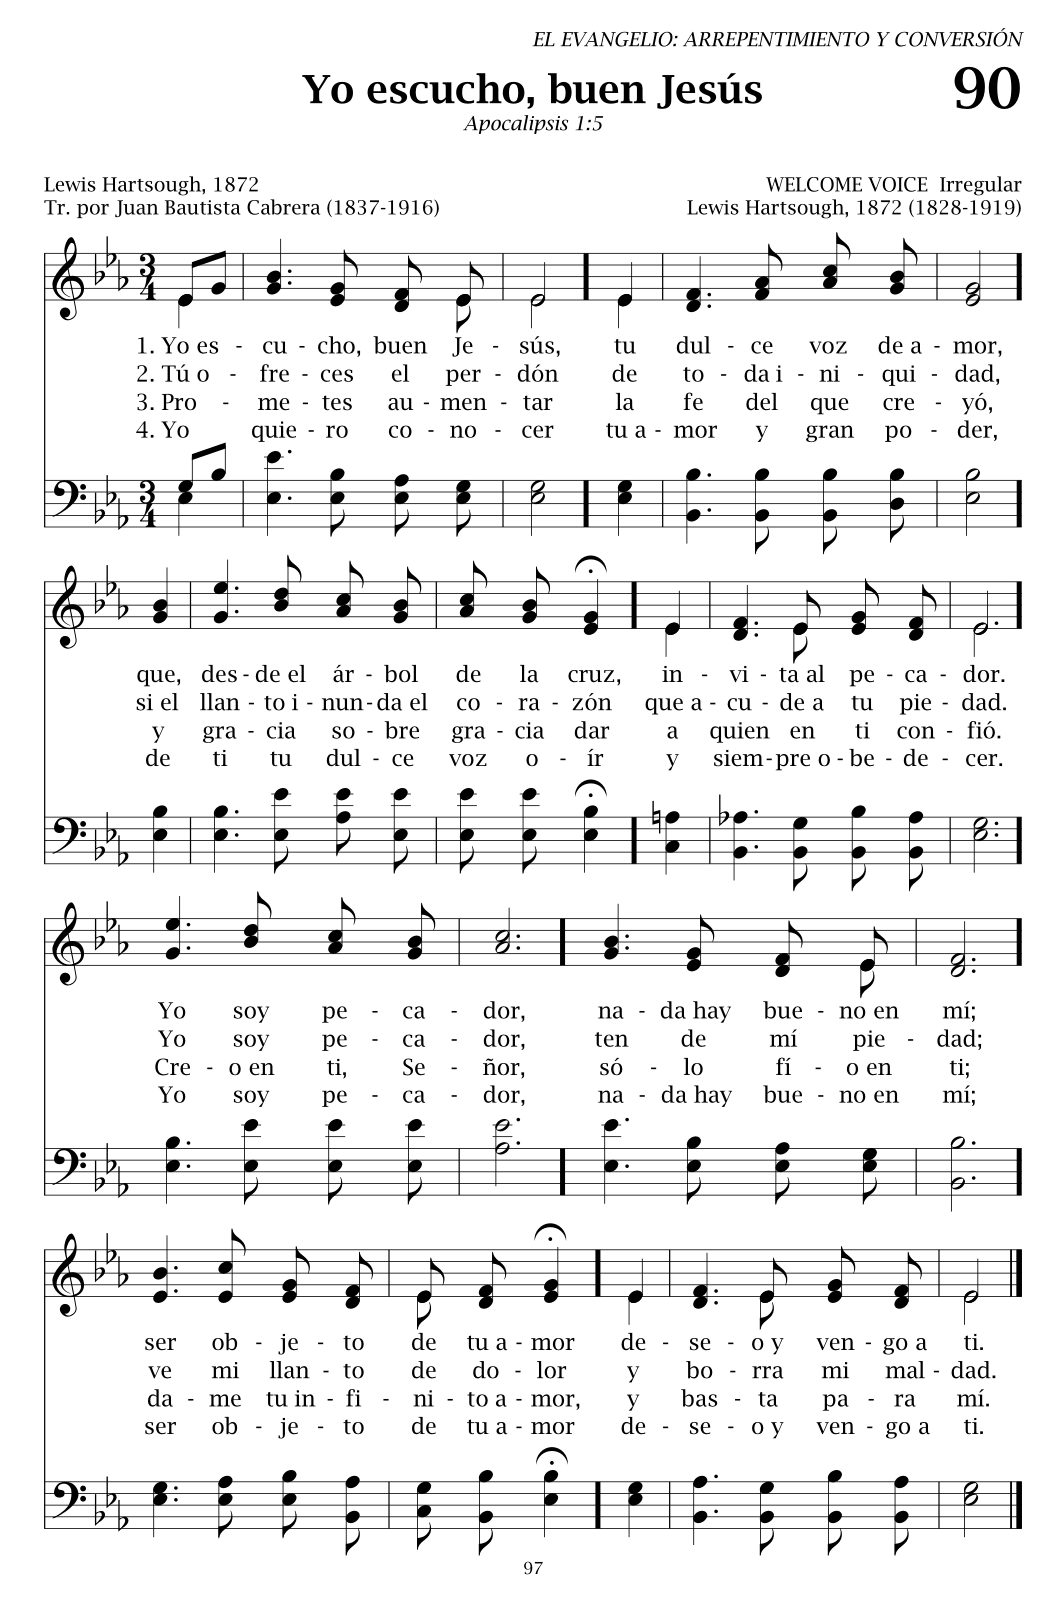 EL EVANGELIO: ARREPENTIMIENTO Y CONVERSIÓN
Yo escucho, buen Jesús
90
Apocalipsis 1:5
Lewis Hartsough, 1872
WELCOME VOICE Irregular
Tr. por Juan Bautista Cabrera (1837-1916)
Lewis Hartsough, 1872 (1828-1919)
3
4
1. Yo es - cu - cho, buen Je - sús, tu dul - ce voz de a - mor,
2. Tú o - fre - ces el per - dón de to - da i - ni - qui - dad,
3. Pro - me - tes au - men - tar la fe del que cre - yó,
4. Yo quie - ro co - no - cer tu a - mor y gran po - der,
3
4
que, des - de el ár - bol de la cruz, in - vi - ta al pe - ca - dor.
si el llan - to i - nun - da el co - ra - zón que a - cu - de a tu pie - dad.
y gra - cia so - bre gra - cia dar a quien en ti con - fió.
de ti tu dul - ce voz o - ír y siem - pre o - be - de - cer.
Yo soy pe - ca - dor, na - da hay bue - no en mí;
Yo soy pe - ca - dor, ten de mí pie - dad;
Cre - o en ti, Se - ñor, só - lo fí - o en ti;
Yo soy pe - ca - dor, na - da hay bue - no en mí;
ser ob - je - to de tu a - mor de - se - o y ven - go a ti.
ve mi llan - to de do - lor y bo - rra mi mal - dad.
da - me tu in - fi - ni - to a - mor, y bas - ta pa - ra mí.
ser ob - je - to de tu a - mor de - se - o y ven - go a ti.
97